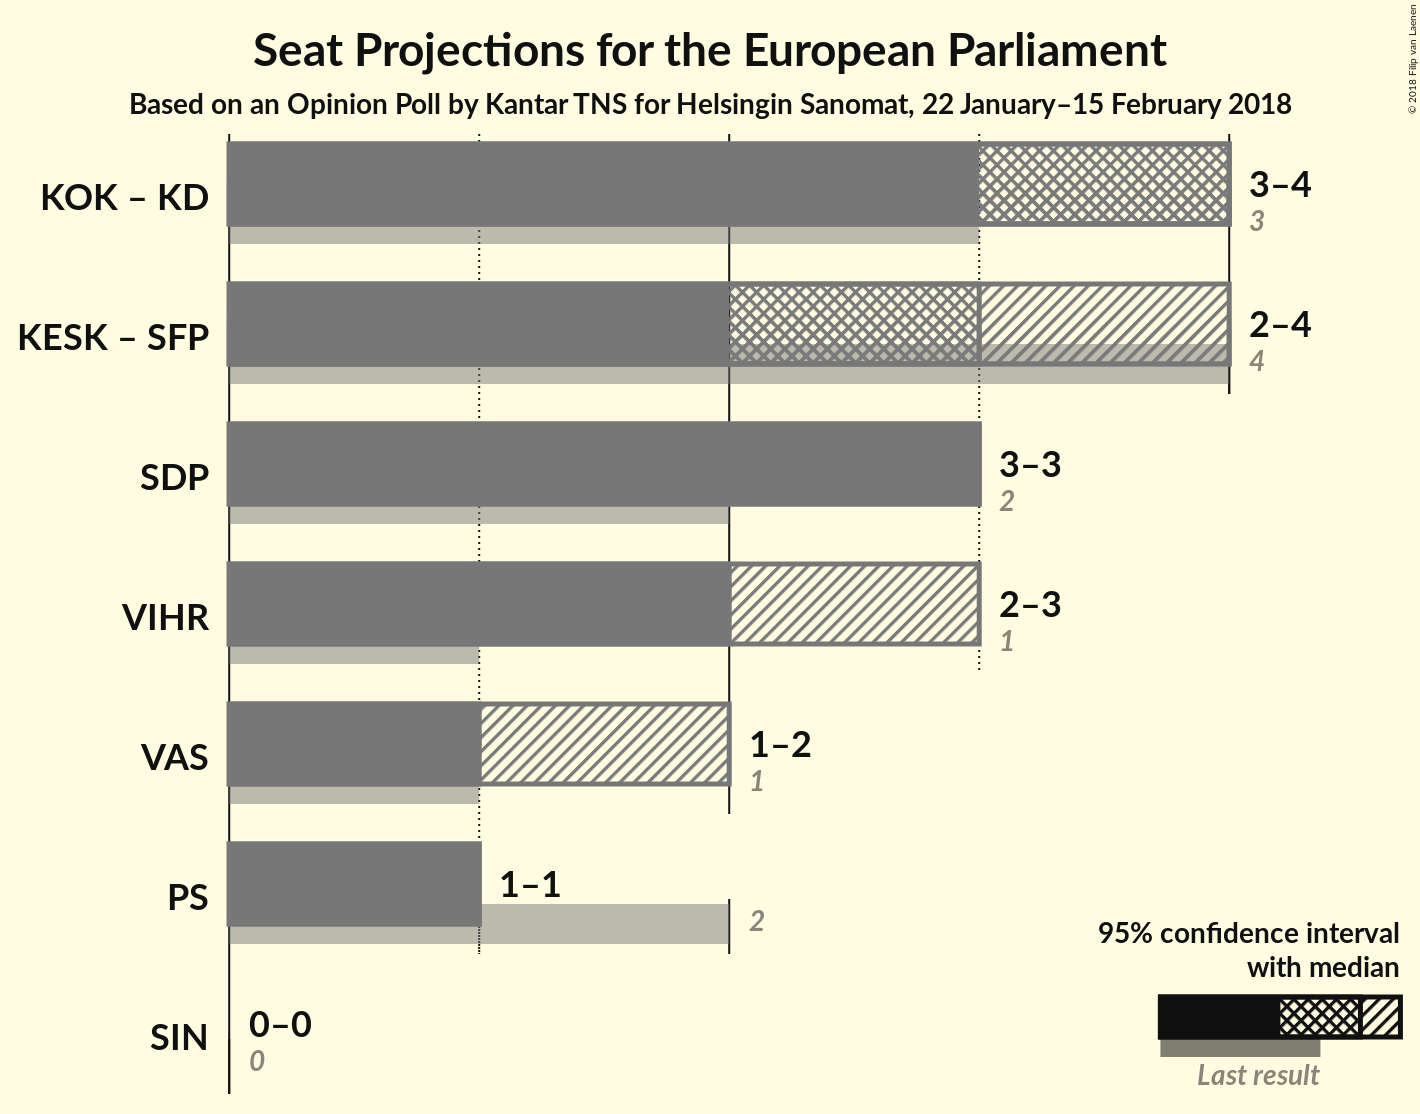 Seat Projections for the European Parliament
Based on an Opinion Poll by Kantar TNS for Helsingin Sanomat, 22 January–15 February 2018
© 2018 Filip van Laenen
KOK – KD
3–4
3
KESK – SFP
2–4
4
SDP
3–3
2
VIHR
2–3
1
VAS
1–2
1
PS
1–1
2
SIN
0–0
0
95% confidence interval
with median
Last result